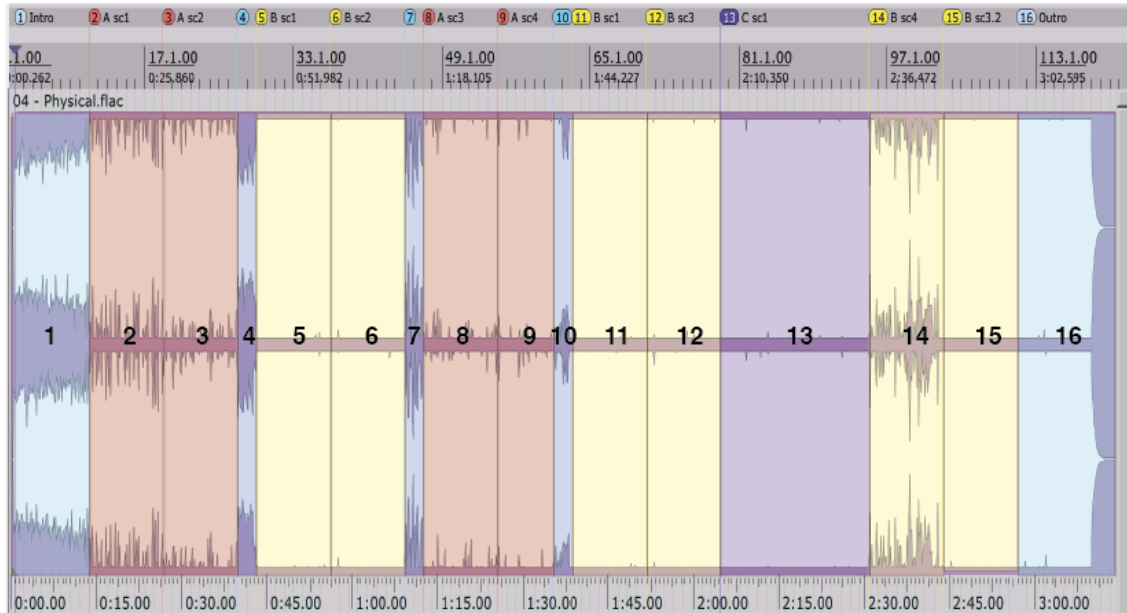 1 Intro 2 A sc1 3 A sc2 4 5 B sc1 6 B sc2 7 8 A sc3 9 A sc4 10 11 B sc1 12 B sc3 13 C sc1 14 B sc4 15 B sc3.2 16 Outro
.1.00 17.1.00 33.1.00 49.1.00 65.1.00 81.1.00 97.1.00 113.1.00
0:00,262 0:25,860 0:51,982 1:18,105 1:44,227 2:10,350 2:36,472 3:02,595
04 - Physical.flac
1 2 3 4 5 6 7 8 9 10 11 12 13 14 15 16
0:00.00 0:15.00 0:30.00 0:45.00 1:00.00 1:15.00 1:30.00 1:45.00 2:00.00 2:15.00 2:30.00 2:45.00 3:00.00